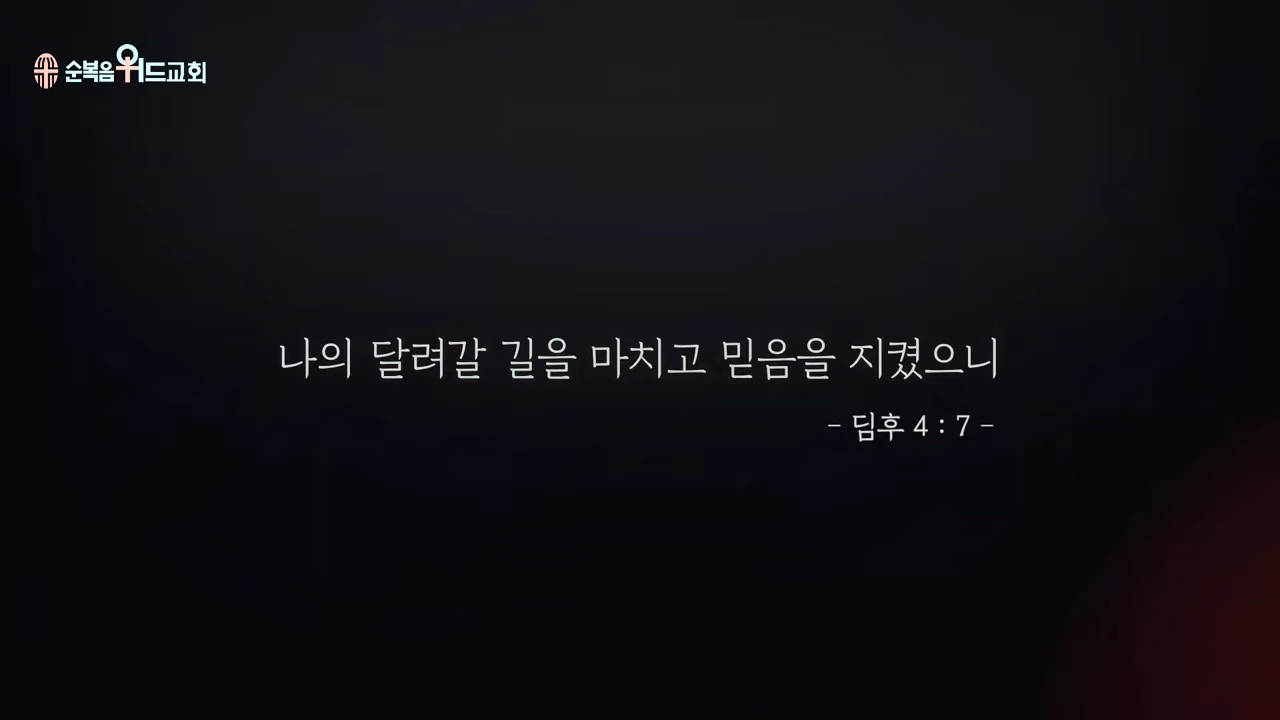 순복음위드교회
나의 달려갈 길을 마치고 믿음을 지켰으니
- 딤후 4 : 7 -